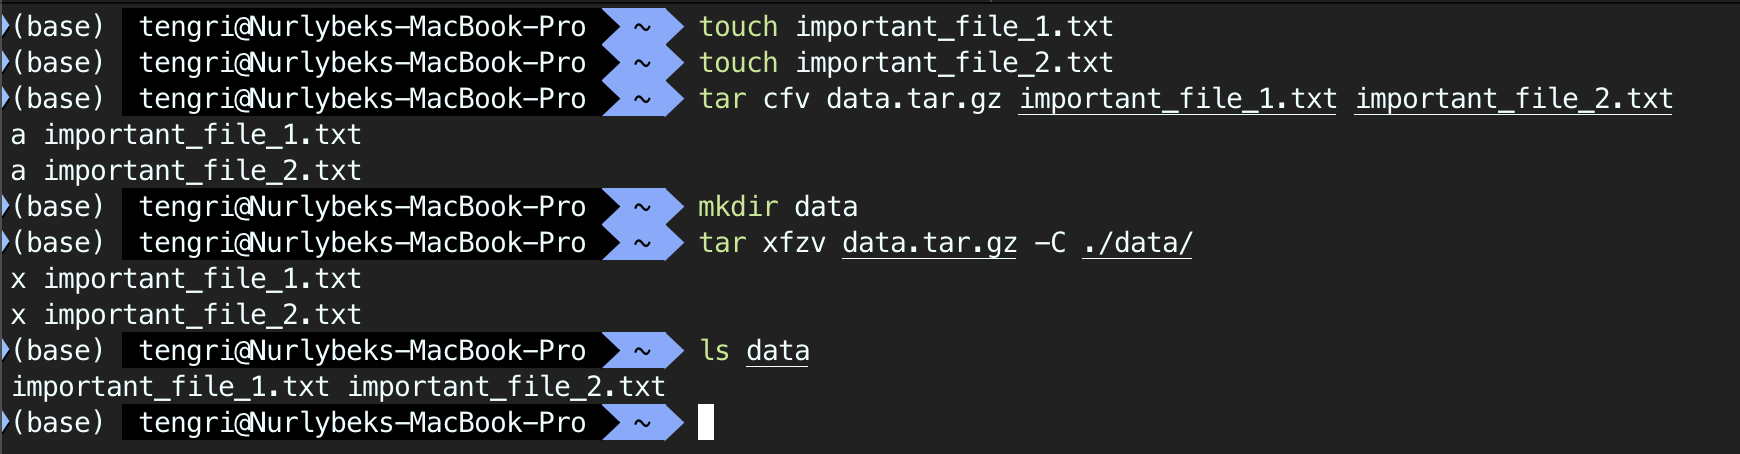 (base) tengri@Nurlybeks-MacBook-Pro ~ touch important_file_1.txt
(base) tengri@Nurlybeks-MacBook-Pro ~ touch important_file_2.txt
(base) tengri@Nurlybeks-MacBook-Pro ~ tar cfv data.tar.gz important_file_1.txt important_file_2.txt
a important_file_1.txt
a important_file_2.txt
(base) tengri@Nurlybeks-MacBook-Pro ~ mkdir data
(base) tengri@Nurlybeks-MacBook-Pro ~ tar xfzv data.tar.gz -C ./data/
x important_file_1.txt
x important_file_2.txt
(base) tengri@Nurlybeks-MacBook-Pro ~ ls data
important_file_1.txt important_file_2.txt
(base) tengri@Nurlybeks-MacBook-Pro ~